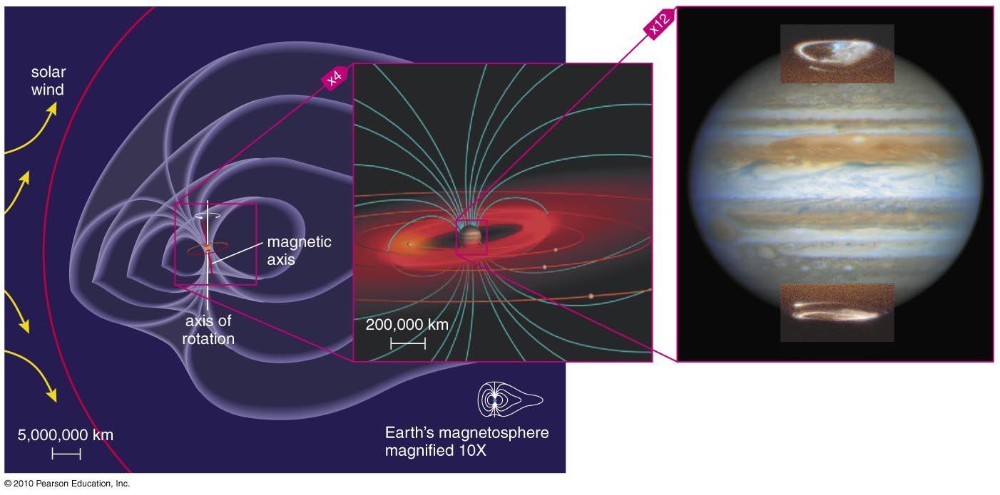 solar
wind
x4
x12
magnetic
axis
axis of
rotation
200,000 km
5,000,000 km
Earth's magnetosphere
magnified 10X
© 2010 Pearson Education, Inc.